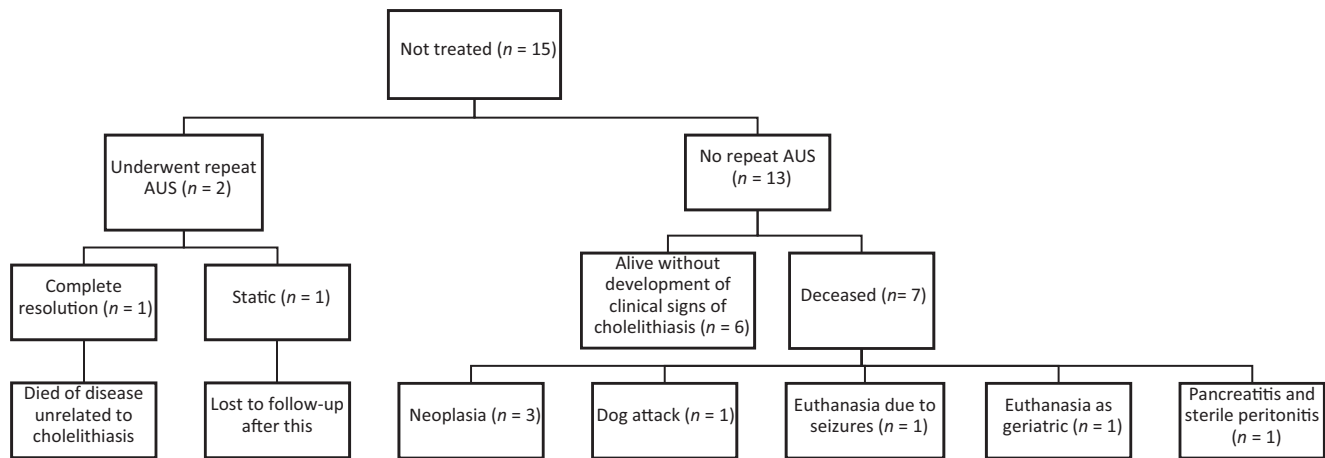 Not treated (n = 15)
Underwent repeat
AUS (n = 2)
No repeat AUS
(n = 13)
Complete
resolution (n = 1)
Static (n = 1)
Alive without
development of
clinical signs of
cholelithiasis (n = 6)
Deceased (n= 7)
Died of disease
unrelated to
cholelithiasis
Lost to follow-up
after this
Neoplasia (n = 3)
Dog attack (n = 1)
Euthanasia due to
seizures (n = 1)
Euthanasia as
geriatric (n = 1)
Pancreatitis and
sterile peritonitis
(n = 1)